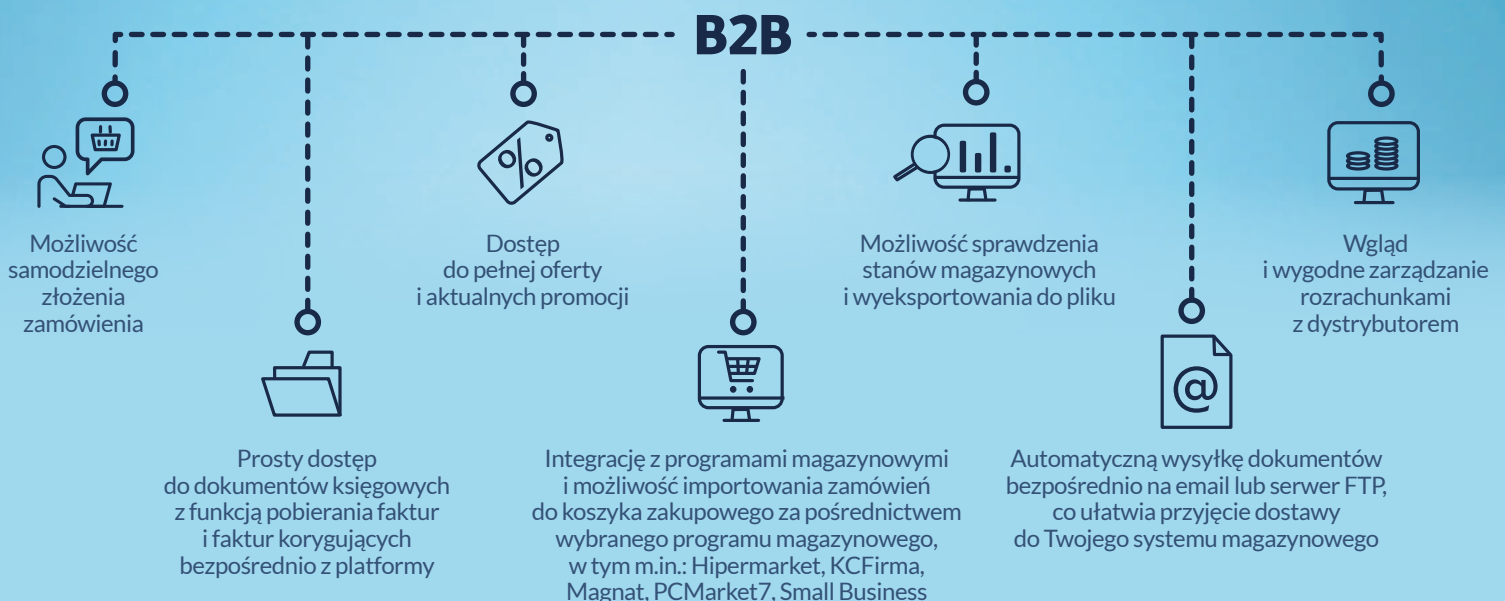 B2B
Możliwość
samodzielnego
złożenia
zamówienia
Prosty dostęp
do dokumentów księgowych
z funkcją pobierania faktur
i faktur korygujących
bezpośrednio z platformy
Dostęp
do pełnej oferty
i aktualnych promocji
Integrację z programami magazynowymi
i możliwość importowania zamówień
do koszyka zakupowego za pośrednictwem
wybranego programu magazynowego,
w tym m.in.: Hipermarket, KCFirma,
Magnat, PCMarket7, Small Business
Możliwość sprawdzenia
stanów magazynowych
i wyeksportowania do pliku
Automatyczną wysyłkę dokumentów
bezpośrednio na email lub serwer FTP,
co ułatwia przyjęcie dostawy
do Twojego systemu magazynowego
Wgląd
i wygodne zarządzanie
rozrachunkami
z dystrybutorem